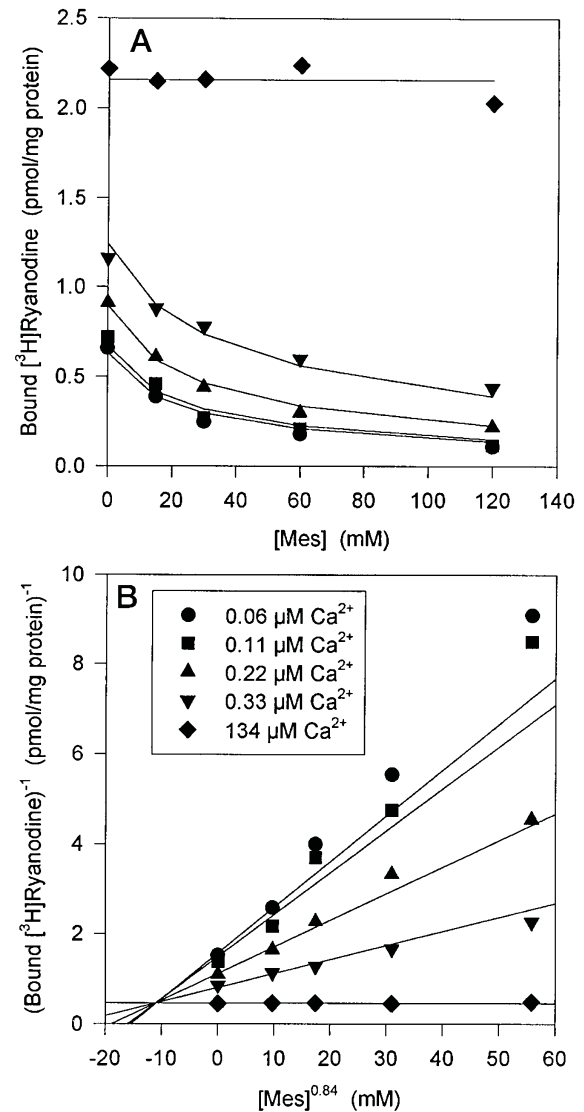 A
Bound [³H]Ryanodine (pmol/mg protein)
2.5
2.0
1.5
1.0
0.5
0.0
0 20 40 60 80 100 120 140
[Mes] (mM)
B
(Bound [³H]Ryanodine)⁻¹ (pmol/mg protein)⁻¹
10
8
6
4
2
0
0.06 µM Ca²⁺
0.11 µM Ca²⁺
0.22 µM Ca²⁺
0.33 µM Ca²⁺
134 µM Ca²⁺
-20 -10 0 10 20 30 40 50 60
[Mes]⁰·⁸⁴ (mM)